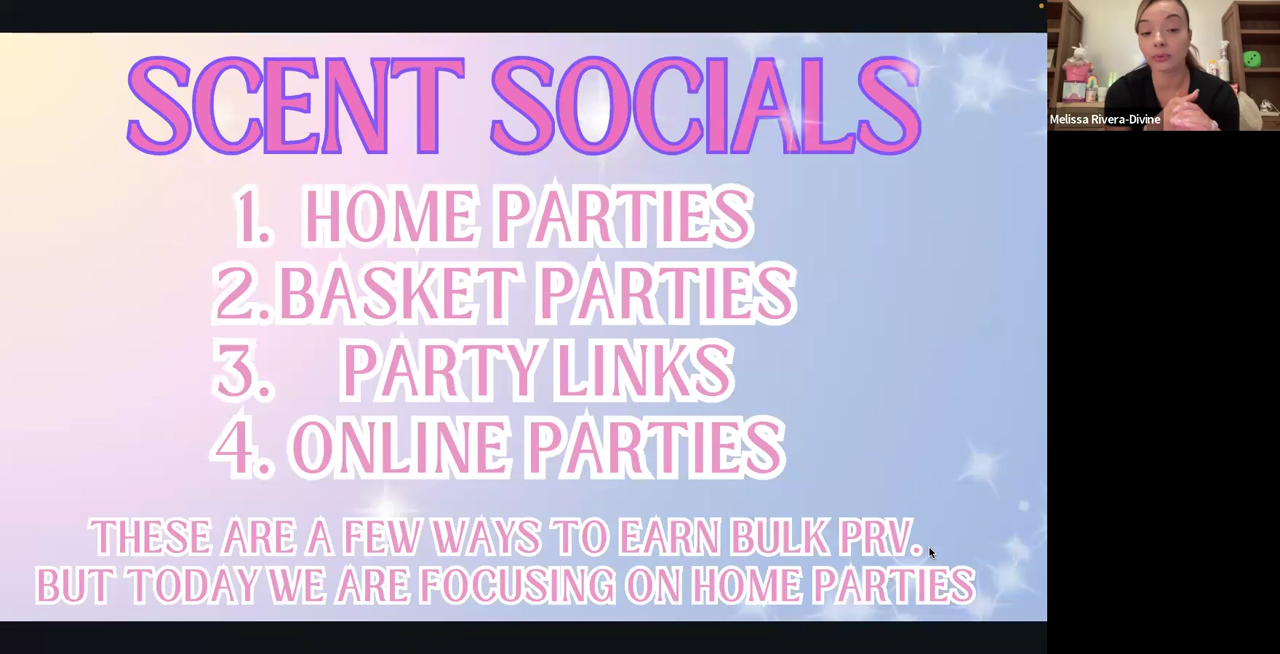 SCENT SOCIALS
1. HOME PARTIES
2. BASKET PARTIES
3. PARTY LINKS
4. ONLINE PARTIES
THESE ARE A FEW WAYS TO EARN BULK PRV.
BUT TODAY WE ARE FOCUSING ON HOME PARTIES
Melissa Rivera-Divine